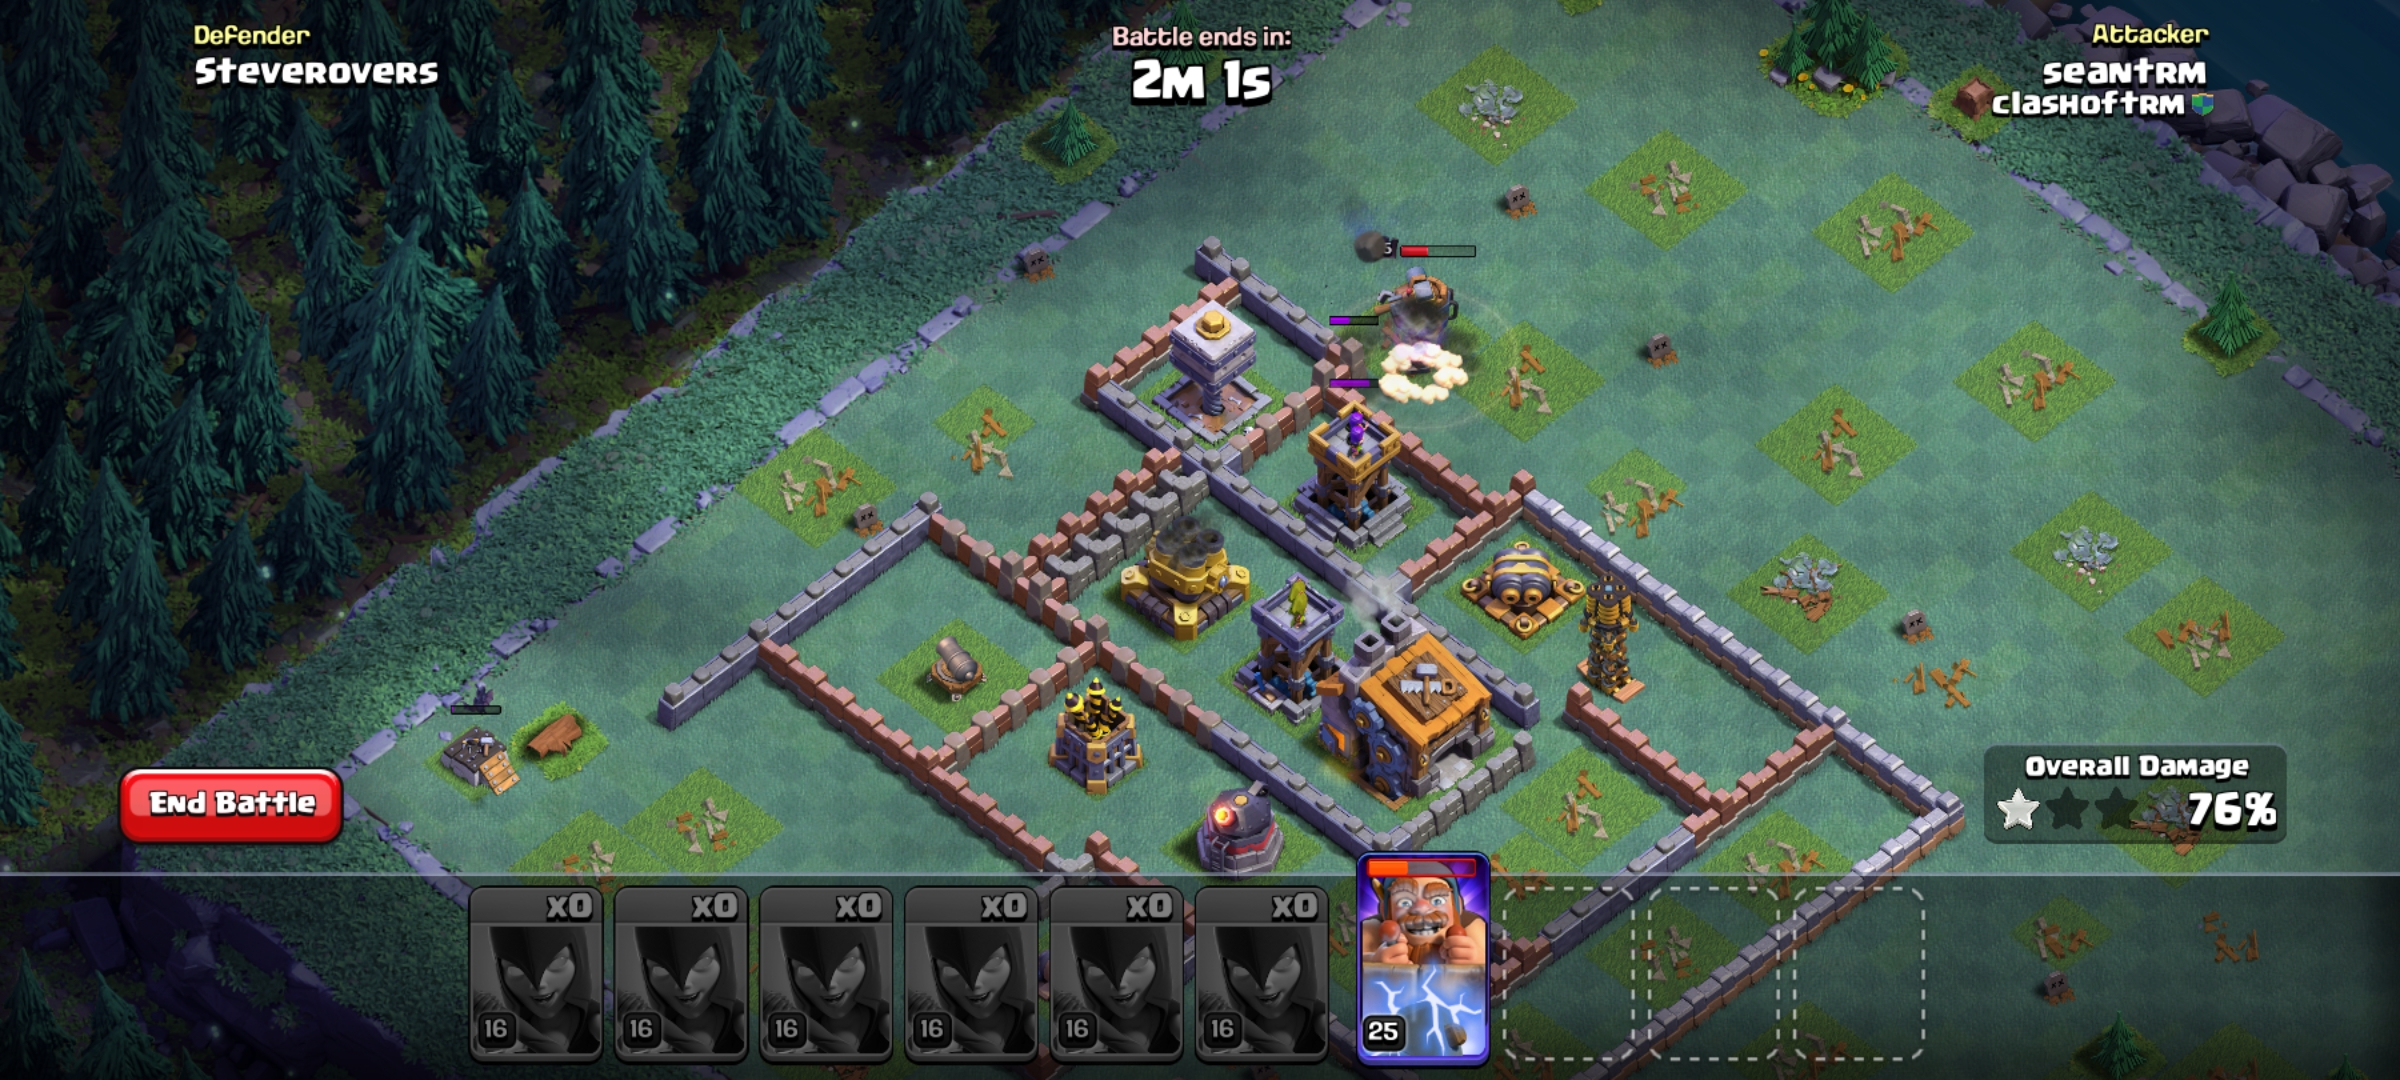 Defender
Steverovers
Battle ends in:
2m 1s
Attacker
seantrm
clashoftrm
5
End Battle
Overall Damage
76%
x0
x0
x0
x0
x0
x0
16
16
16
16
16
16
25